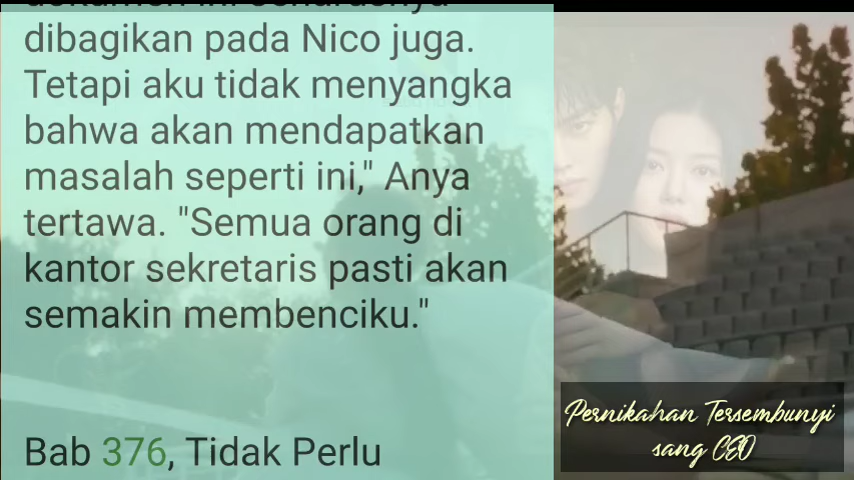 dibagikan pada Nico juga.
Tetapi aku tidak menyangka
bahwa akan mendapatkan
masalah seperti ini," Anya
tertawa. "Semua orang di
kantor sekretaris pasti akan
semakin membenciku."
Bab 376, Tidak Perlu
Pernikahan Tersembunyi
sang CEO